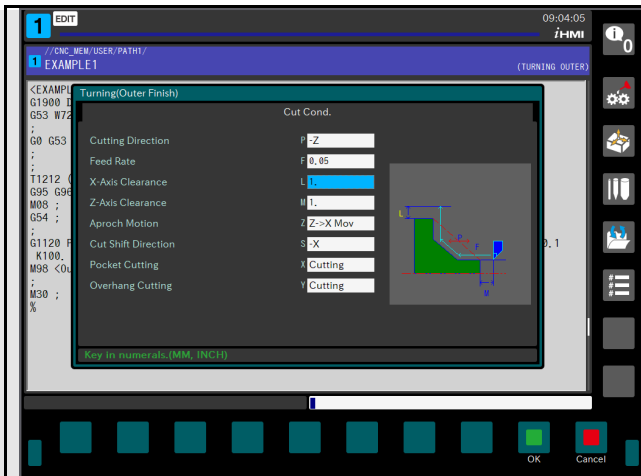 1 EDIT
09:04:05
iHMI
0
//CNC_MEM/USER/PATH1/
1 EXAMPLE1
(TURNING OUTER)
<EXAMPL
G1900 D
G53 W72
;
G0 G53
;
;
T1212 (
G95 G96
M08 ;
G54 ;
;
G1120 P
0.1
K100.
M98 <Ou
;
M30 ;
%
Turning(Outer Finish)
Cut Cond.
Cutting Direction P -Z
Feed Rate F 0.05
X-Axis Clearance L 1.
Z-Axis Clearance M 1.
Aproch Motion Z Z->X Mov
Cut Shift Direction S -X
Pocket Cutting X Cutting
Overhang Cutting Y Cutting
L
P
F
M
Key in numerals.(MM, INCH)
OK
Cancel